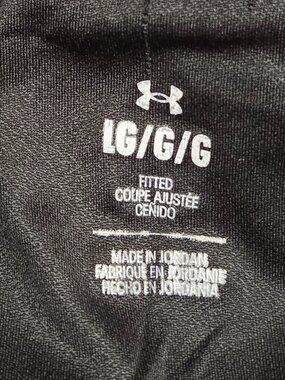 LG/G/G
FITTED
COUPE AJUSTÉE
CEÑIDO
MADE IN JORDAN
FABRIQUÉ EN JORDANIE
HECHO EN JORDANIA